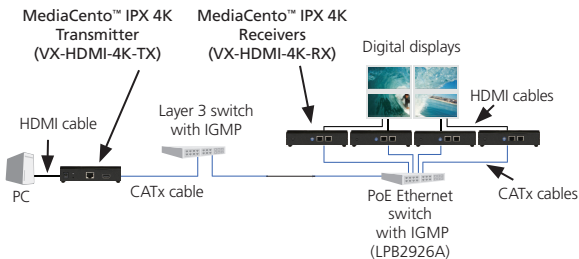 MediaCento™ IPX 4K
Transmitter
(VX-HDMI-4K-TX)
MediaCento™ IPX 4K
Receivers
(VX-HDMI-4K-RX)
Digital displays
HDMI cables
HDMI cable
Layer 3 switch
with IGMP
PC
CATx cable
PoE Ethernet
switch
with IGMP
(LPB2926A)
CATx cables